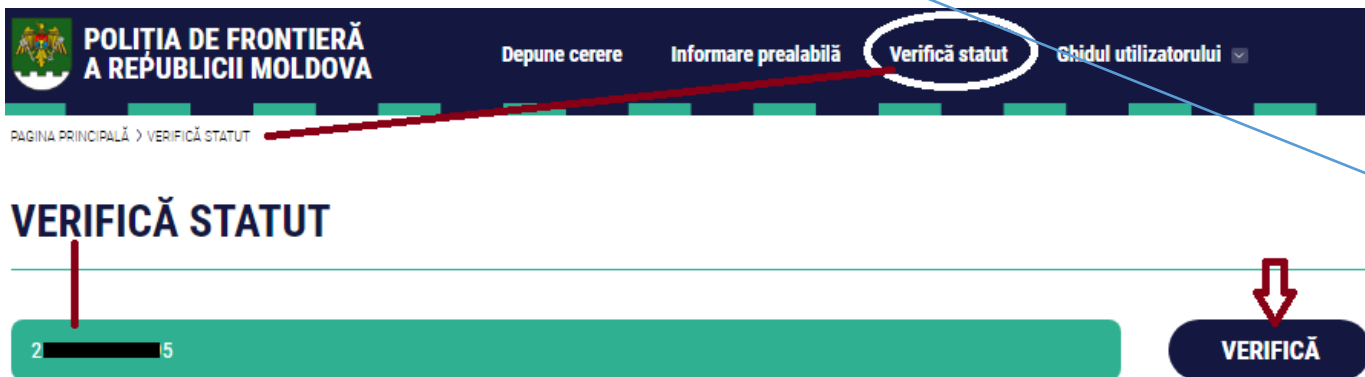 POLIȚIA DE FRONTIERĂ
A REPUBLICII MOLDOVA
Depune cerere Informare prealabilă Verifică statut Ghidul utilizatorului
PAGINA PRINCIPALĂ > VERIFICĂ STATUT
VERIFICĂ STATUT
2 5
VERIFICĂ